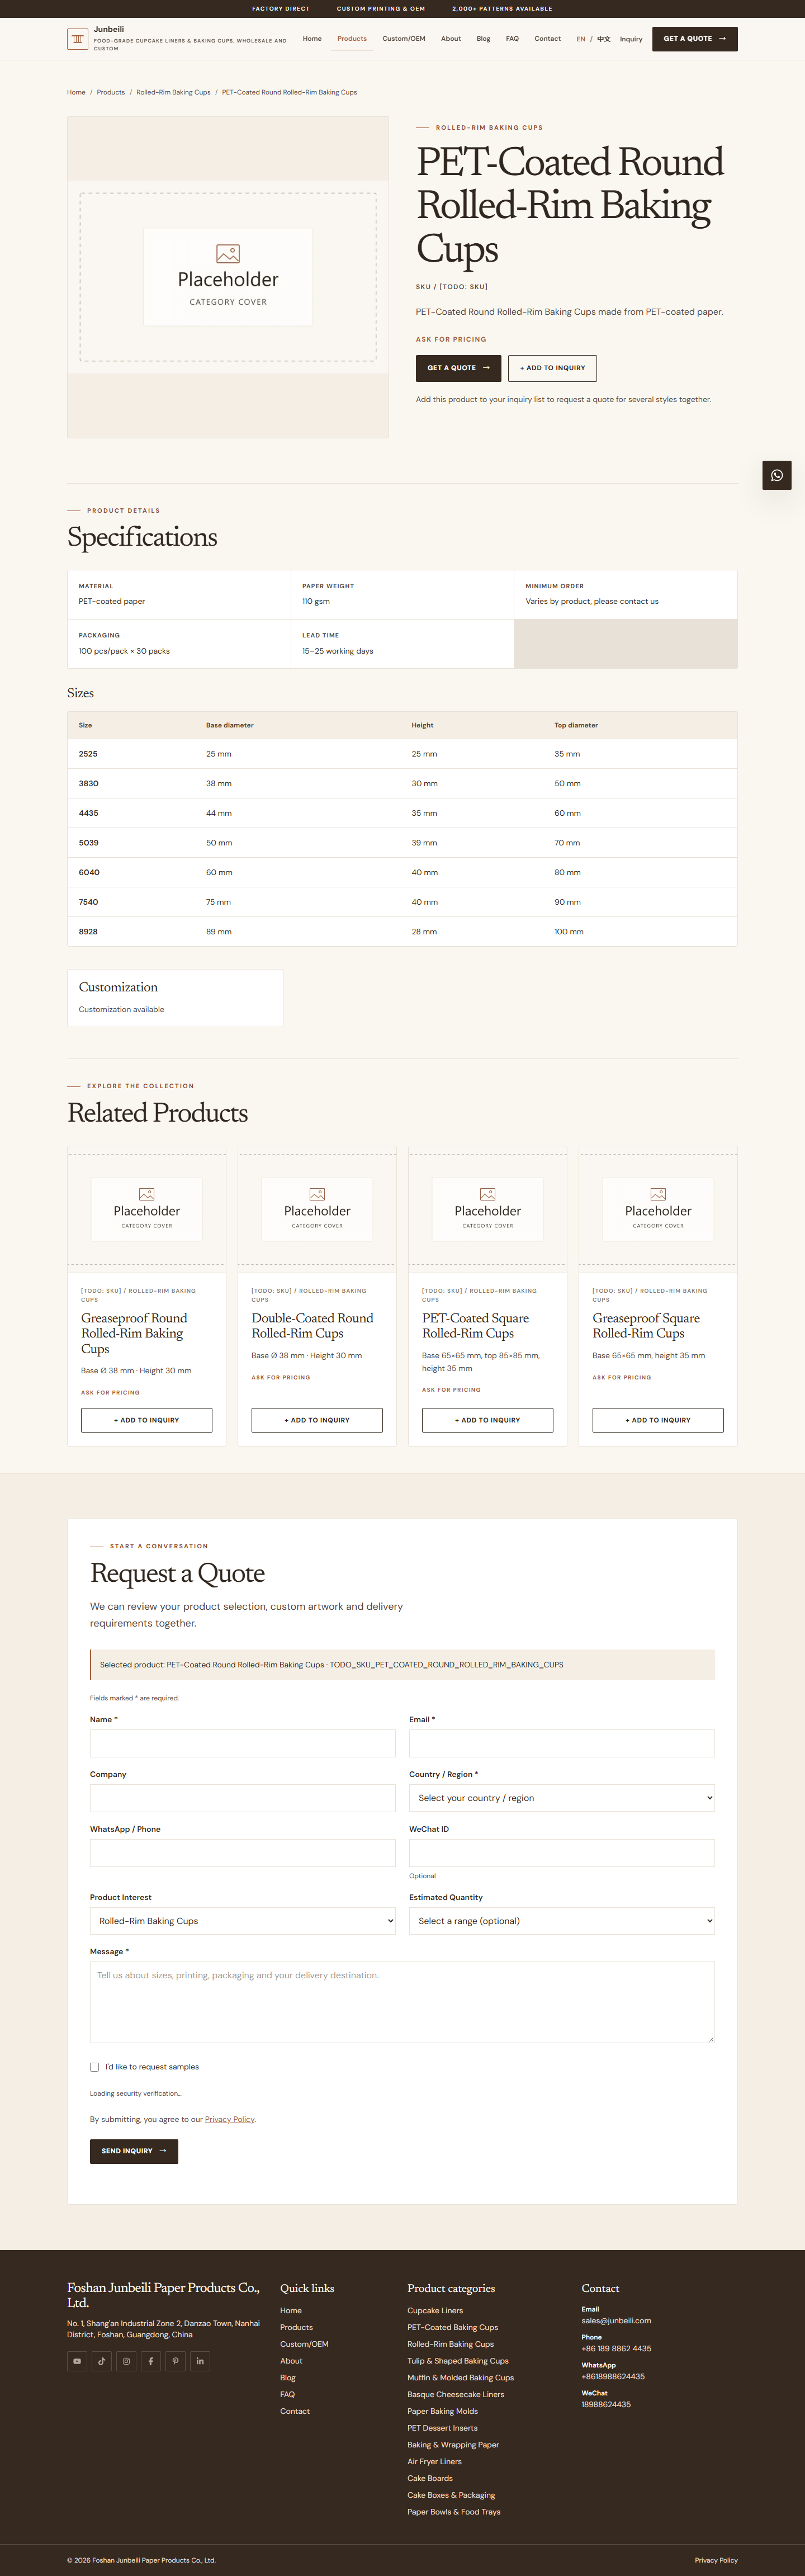 FACTORY DIRECT
CUSTOM PRINTING & OEM
2,000+ PATTERNS AVAILABLE
Junbeili
FOOD-GRADE CUPCAKE LINERS & BAKING CUPS, WHOLESALE AND
CUSTOM
Home
Products
Custom/OEM
About
Blog
FAQ
Contact
EN / 中文
Inquiry
GET A QUOTE →
Home / Products / Rolled-Rim Baking Cups / PET-Coated Round Rolled-Rim Baking Cups
Placeholder
CATEGORY COVER
ROLLED-RIM BAKING CUPS
PET-Coated Round
Rolled-Rim Baking
Cups
SKU / [TODO: SKU]
PET-Coated Round Rolled-Rim Baking Cups made from PET-coated paper.
ASK FOR PRICING
GET A QUOTE →
+ ADD TO INQUIRY
Add this product to your inquiry list to request a quote for several styles together.
PRODUCT DETAILS
Specifications
MATERIAL
PET-coated paper
PAPER WEIGHT
110 gsm
MINIMUM ORDER
Varies by product, please contact us
PACKAGING
100 pcs/pack × 30 packs
LEAD TIME
15–25 working days
Sizes
Size Base diameter Height Top diameter
2525 25 mm 25 mm 35 mm
3830 38 mm 30 mm 50 mm
4435 44 mm 35 mm 60 mm
5039 50 mm 39 mm 70 mm
6040 60 mm 40 mm 80 mm
7540 75 mm 40 mm 90 mm
8928 89 mm 28 mm 100 mm
Customization
Customization available
EXPLORE THE COLLECTION
Related Products
Placeholder
CATEGORY COVER
[TODO: SKU] / ROLLED-RIM BAKING
CUPS
Greaseproof Round
Rolled-Rim Baking
Cups
Base Ø 38 mm · Height 30 mm
ASK FOR PRICING
+ ADD TO INQUIRY
Placeholder
CATEGORY COVER
[TODO: SKU] / ROLLED-RIM BAKING
CUPS
Double-Coated Round
Rolled-Rim Cups
Base Ø 38 mm · Height 30 mm
ASK FOR PRICING
+ ADD TO INQUIRY
Placeholder
CATEGORY COVER
[TODO: SKU] / ROLLED-RIM BAKING
CUPS
PET-Coated Square
Rolled-Rim Cups
Base 65×65 mm, top 85×85 mm,
height 35 mm
ASK FOR PRICING
+ ADD TO INQUIRY
Placeholder
CATEGORY COVER
[TODO: SKU] / ROLLED-RIM BAKING
CUPS
Greaseproof Square
Rolled-Rim Cups
Base 65×65 mm, height 35 mm
ASK FOR PRICING
+ ADD TO INQUIRY
START A CONVERSATION
Request a Quote
We can review your product selection, custom artwork and delivery
requirements together.
Selected product: PET-Coated Round Rolled-Rim Baking Cups · TODO_SKU_PET_COATED_ROUND_ROLLED_RIM_BAKING_CUPS
Fields marked * are required.
Name *
Email *
Company
Country / Region *
Select your country / region
WhatsApp / Phone
WeChat ID
Optional
Product Interest
Rolled-Rim Baking Cups
Estimated Quantity
Select a range (optional)
Message *
Tell us about sizes, printing, packaging and your delivery destination.
I'd like to request samples
Loading security verification…
By submitting, you agree to our Privacy Policy.
SEND INQUIRY →
Foshan Junbeili Paper Products Co.,
Ltd.
No. 1, Shang'an Industrial Zone 2, Danzao Town, Nanhai
District, Foshan, Guangdong, China
Quick links
Home
Products
Custom/OEM
About
Blog
FAQ
Contact
Product categories
Cupcake Liners
PET-Coated Baking Cups
Rolled-Rim Baking Cups
Tulip & Shaped Baking Cups
Muffin & Molded Baking Cups
Basque Cheesecake Liners
Paper Baking Molds
PET Dessert Inserts
Baking & Wrapping Paper
Air Fryer Liners
Cake Boards
Cake Boxes & Packaging
Paper Bowls & Food Trays
Contact
Email
sales@junbeili.com
Phone
+86 189 8862 4435
WhatsApp
+8618988624435
WeChat
18988624435
© 2026 Foshan Junbeili Paper Products Co., Ltd.
Privacy Policy